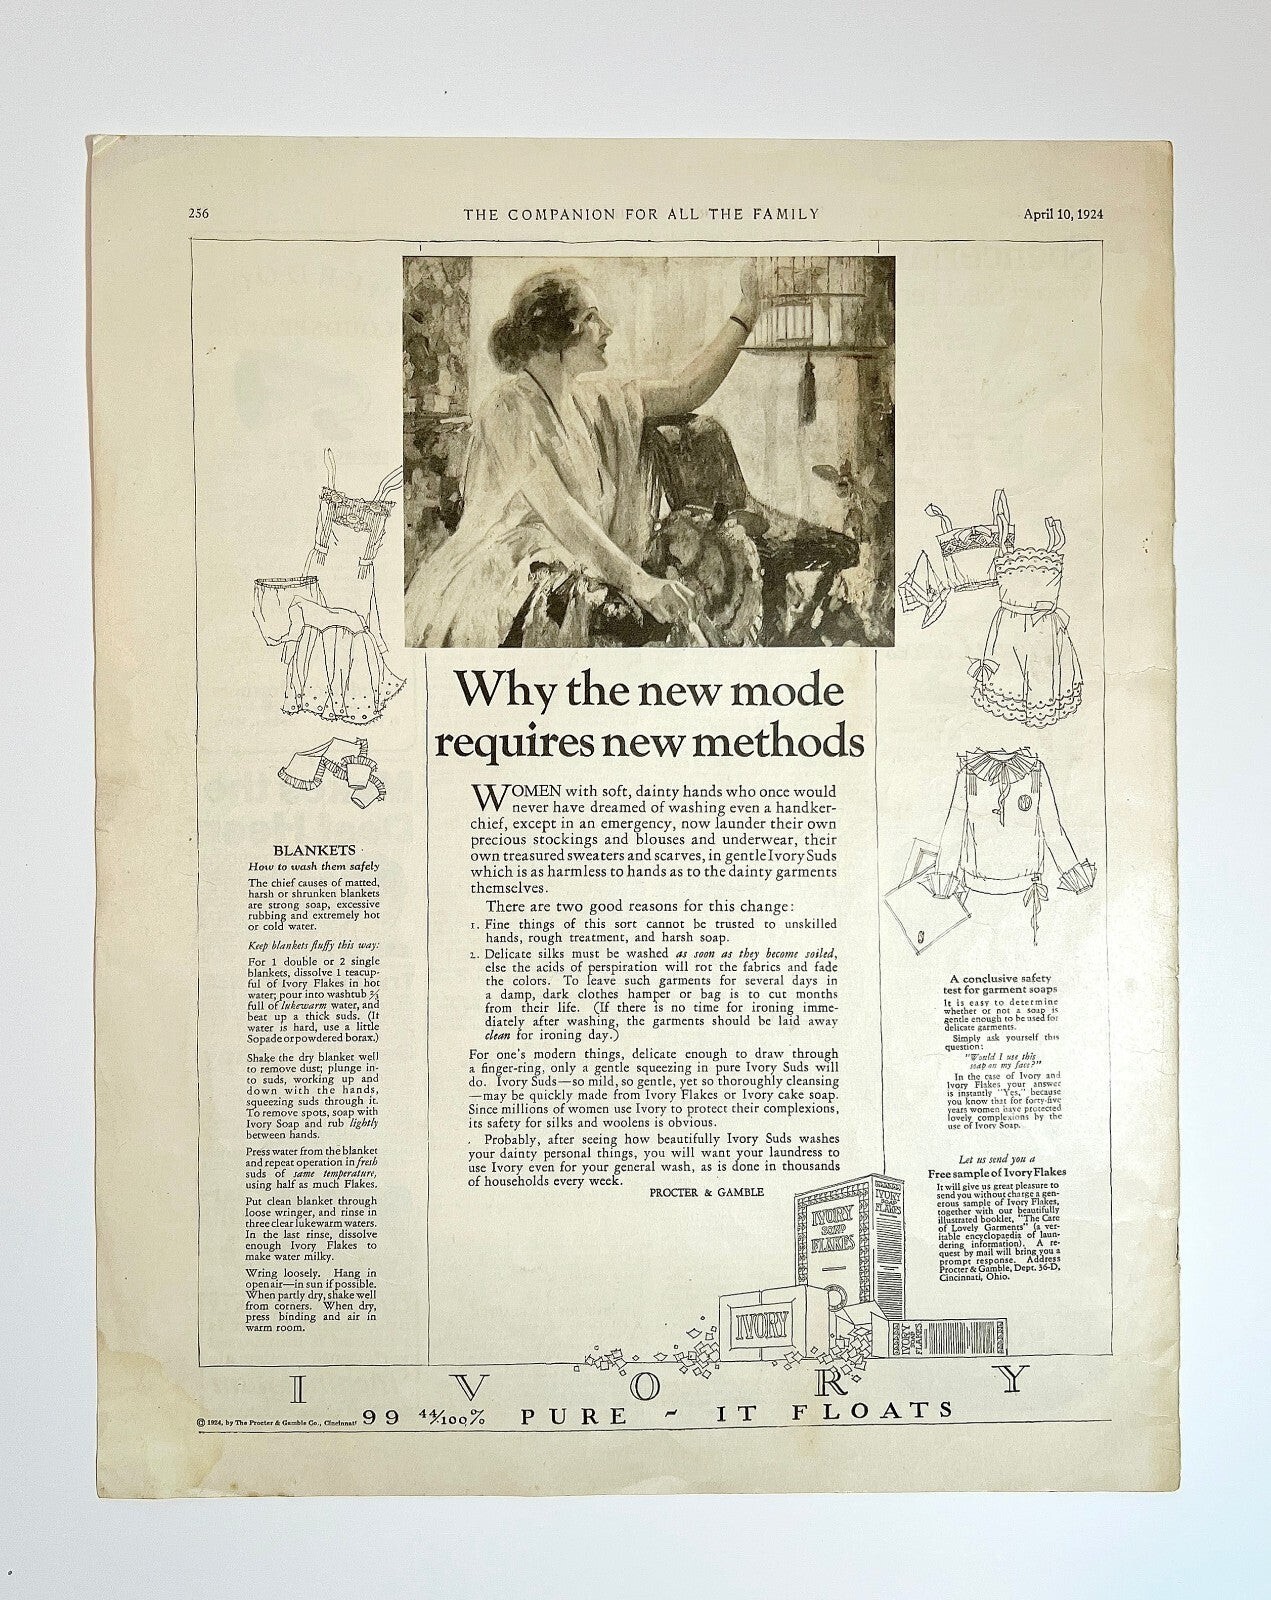 256
THE COMPANION FOR ALL THE FAMILY
April 10, 1924
Why the new mode
requires new methods
WOMEN with soft, dainty hands who once would
never have dreamed of washing even a handker-
chief, except in an emergency, now launder their own
precious stockings and blouses and underwear, their
own treasured sweaters and scarves, in gentle Ivory Suds
which is as harmless to hands as to the dainty garments
themselves.
There are two good reasons for this change:
1. Fine things of this sort cannot be trusted to unskilled
hands, rough treatment, and harsh soap.
2. Delicate silks must be washed as soon as they become soiled,
else the acids of perspiration will rot the fabrics and fade
the colors. To leave such garments for several days in
a damp, dark clothes hamper or bag is to cut months
from their life. (If there is no time for ironing imme-
diately after washing, the garments should be laid away
clean for ironing day.)
For one's modern things, delicate enough to draw through
a finger-ring, only a gentle squeezing in pure Ivory Suds will
do. Ivory Suds—so mild, so gentle, yet so thoroughly cleansing
—may be quickly made from Ivory Flakes or Ivory cake soap.
Since millions of women use Ivory to protect their complexions,
its safety for silks and woolens is obvious.
Probably, after seeing how beautifully Ivory Suds washes
your dainty personal things, you will want your laundress to
use Ivory even for your general wash, as is done in thousands
of households every week.
PROCTER & GAMBLE
BLANKETS
How to wash them safely
The chief causes of matted,
harsh or shrunken blankets
are strong soap, excessive
rubbing and extremely hot
or cold water.
Keep blankets fluffy this way:
For 1 double or 2 single
blankets, dissolve 1 teacup-
ful of Ivory Flakes in hot
water; pour into washtub ⅔
full of lukewarm water, and
beat up a thick suds. (It
water is hard, use a little
Sopade or powdered borax.)
Shake the dry blanket well
to remove dust; plunge in-
to suds, working up and
down with the hands,
squeezing suds through it.
To remove spots, soap with
Ivory Soap and rub lightly
between hands.
Press water from the blanket
and repeat operation in fresh
suds of same temperature,
using half as much Flakes.
Put clean blanket through
loose wringer, and rinse in
three clear lukewarm waters.
In the last rinse, dissolve
enough Ivory Flakes to
make water milky.
Wring loosely. Hang in
open air—in sun if possible.
When partly dry, shake well
from corners. When dry,
press binding and air in
warm room.
A conclusive safety
test for garment soaps
It is easy to determine
whether or not a soap is
gentle enough to be used for
delicate garments.
Simply ask yourself this
question:
"Would I use this
soap on my face?"
In the case of Ivory and
Ivory Flakes your answer
is instantly "Yes," because
you know that for forty-five
years women have protected
lovely complexions by the
use of Ivory Soap.
Let us send you a
Free sample of Ivory Flakes
It will give us great pleasure to
send you without charge a gen-
erous sample of Ivory Flakes,
together with our beautifully
illustrated booklet, "The Care
of Lovely Garments" (a ver-
itable encyclopaedia of laun-
dering information). A re-
quest by mail will bring you a
prompt response. Address
Procter & Gamble, Dept. 36-D,
Cincinnati, Ohio.
IVORY
SOAP
FLAKES
IVORY
SOAP
FLAKES
IVORY
IVORY
SOAP
FLAKES
IVORY
99 44/100% PURE ~ IT FLOATS
© 1924, by The Procter & Gamble Co., Cincinnati